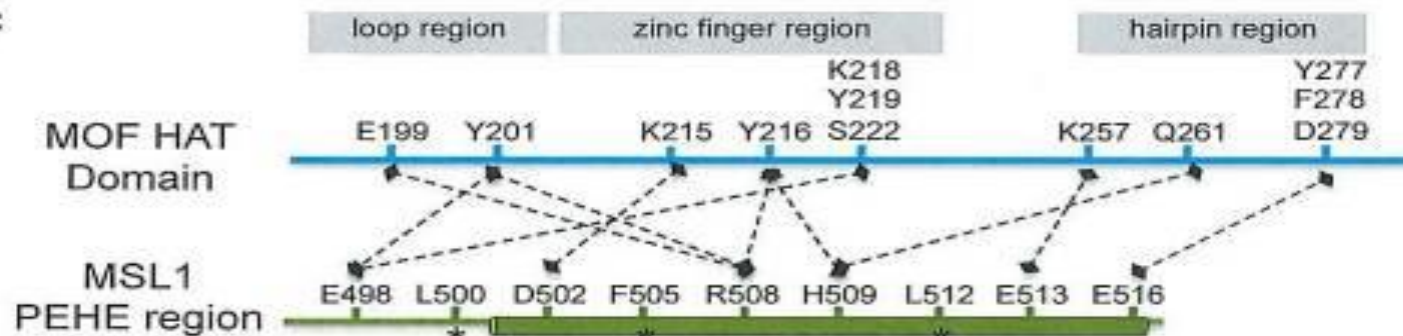 loop region zinc finger region hairpin region
K218 Y277
Y219 F278
MOF HAT E199 Y201 K215 Y216 S222 K257 Q261 D279
Domain
MSL1
E498 L500 D502 F505 R508 H509 L512 E513 E516
PEHE region
* * *